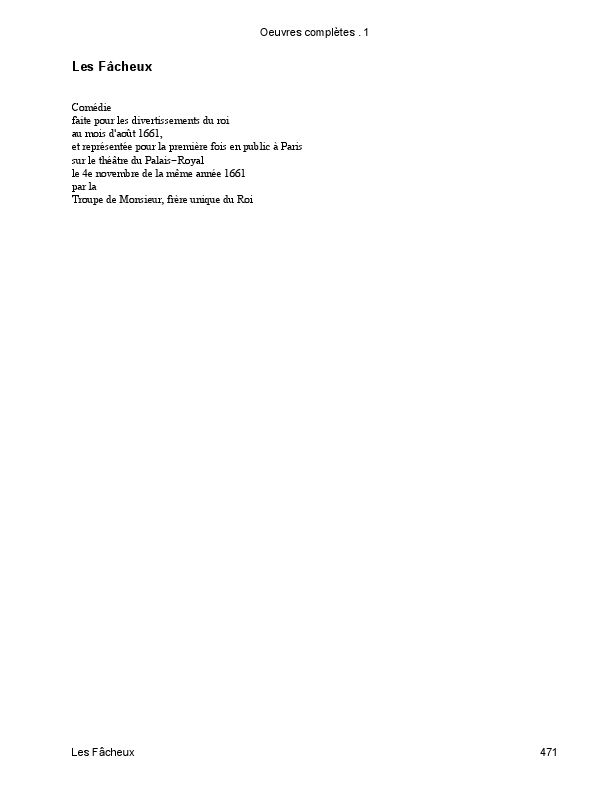 Oeuvres complètes . 1
Les Fâcheux
Comédie
faite pour les divertissements du roi
au mois d'août 1661,
et représentée pour la première fois en public à Paris
sur le théâtre du Palais−Royal
le 4e novembre de la même année 1661
par la
Troupe de Monsieur, frère unique du Roi
Les Fâcheux 471